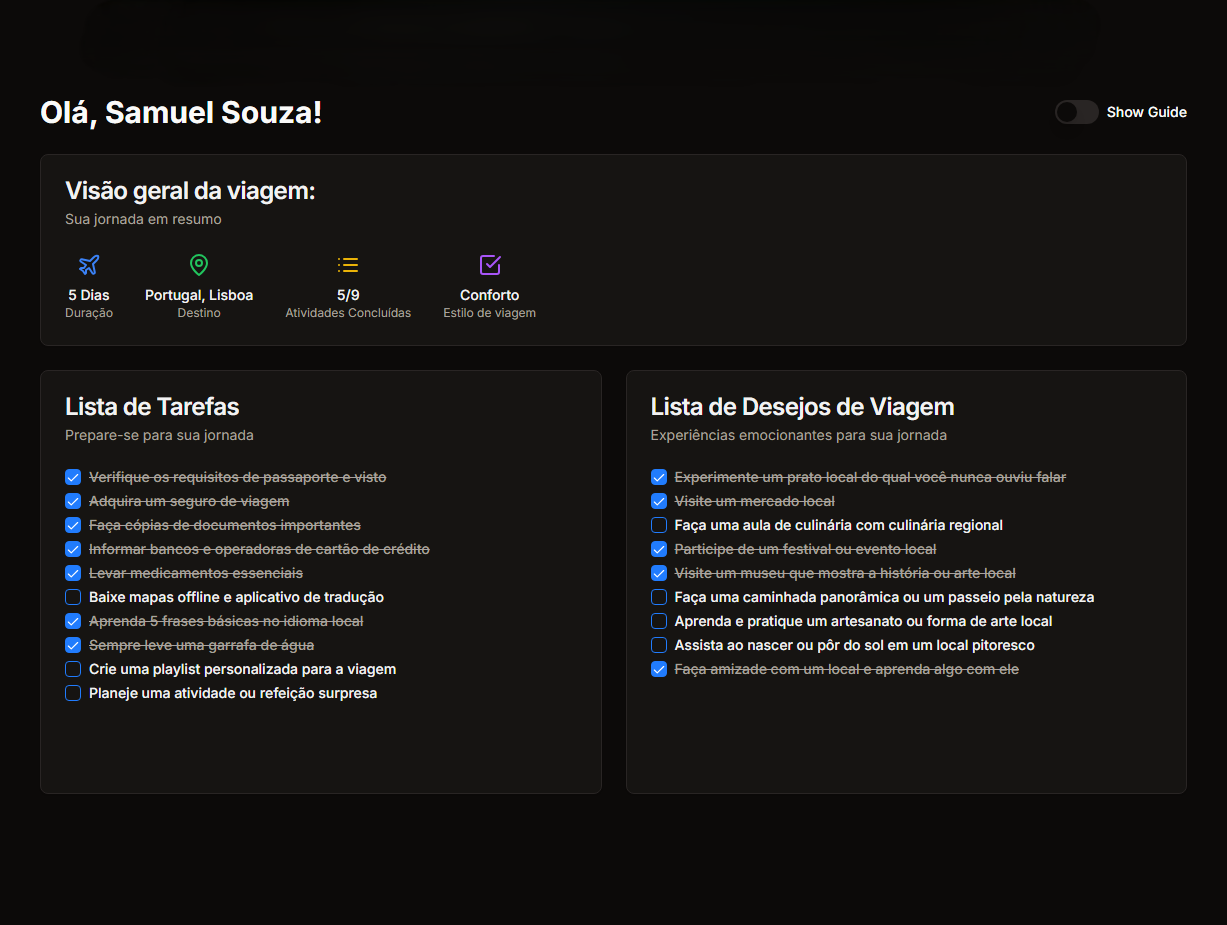 Olá, Samuel Souza!
Show Guide
Visão geral da viagem:
Sua jornada em resumo
5 Dias
Duração
Portugal, Lisboa
Destino
5/9
Atividades Concluídas
Conforto
Estilo de viagem
Lista de Tarefas
Prepare-se para sua jornada
Verifique os requisitos de passaporte e visto
Adquira um seguro de viagem
Faça cópias de documentos importantes
Informar bancos e operadoras de cartão de crédito
Levar medicamentos essenciais
Baixe mapas offline e aplicativo de tradução
Aprenda 5 frases básicas no idioma local
Sempre leve uma garrafa de água
Crie uma playlist personalizada para a viagem
Planeje uma atividade ou refeição surpresa
Lista de Desejos de Viagem
Experiências emocionantes para sua jornada
Experimente um prato local do qual você nunca ouviu falar
Visite um mercado local
Faça uma aula de culinária com culinária regional
Participe de um festival ou evento local
Visite um museu que mostra a história ou arte local
Faça uma caminhada panorâmica ou um passeio pela natureza
Aprenda e pratique um artesanato ou forma de arte local
Assista ao nascer ou pôr do sol em um local pitoresco
Faça amizade com um local e aprenda algo com ele